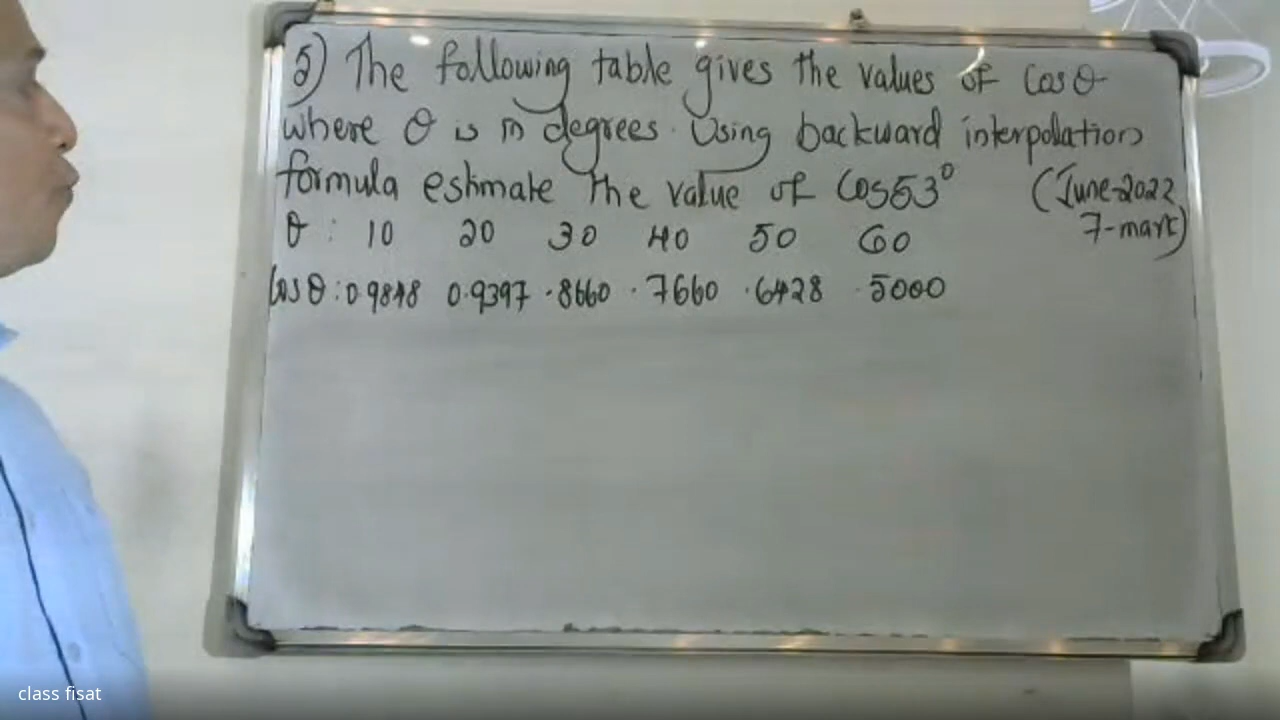 5) The following table gives the values of Cosθ
where θ is in degrees. Using backward interpolation
formula estimate the value of Cos53° (June-2022
θ : 10 20 30 40 50 60 7-mark)
Cosθ : 0.9848 0.9397 .8660 .7660 .6428 .5000
class fisat